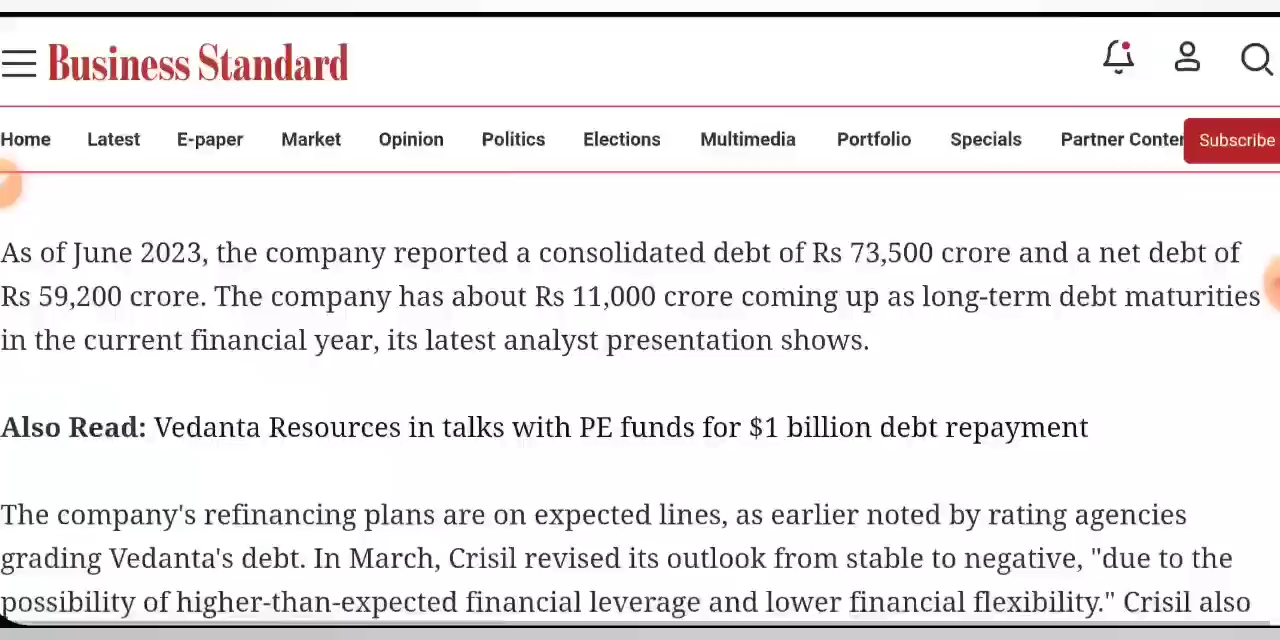 Business Standard
Home Latest E-paper Market Opinion Politics Elections Multimedia Portfolio Specials Partner Conter Subscribe
As of June 2023, the company reported a consolidated debt of Rs 73,500 crore and a net debt of
Rs 59,200 crore. The company has about Rs 11,000 crore coming up as long-term debt maturities
in the current financial year, its latest analyst presentation shows.
Also Read: Vedanta Resources in talks with PE funds for $1 billion debt repayment
The company's refinancing plans are on expected lines, as earlier noted by rating agencies
grading Vedanta's debt. In March, Crisil revised its outlook from stable to negative, "due to the
possibility of higher-than-expected financial leverage and lower financial flexibility." Crisil also